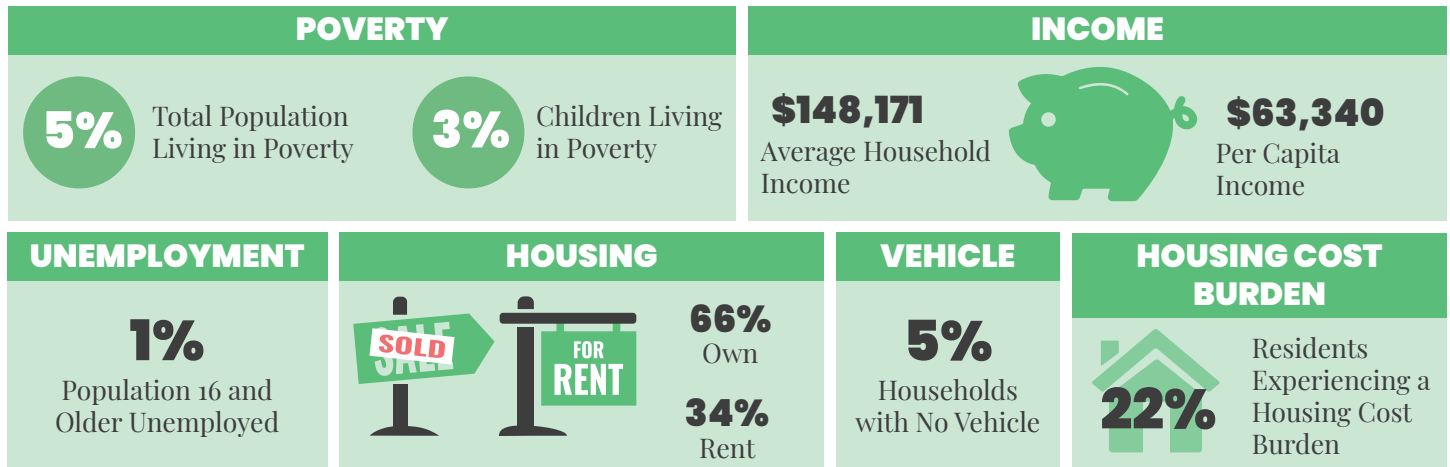 POVERTY
5%
Total Population
Living in Poverty
3%
Children Living
in Poverty
INCOME
$148,171
Average Household
Income
$63,340
Per Capita
Income
UNEMPLOYMENT
1%
Population 16 and
Older Unemployed
HOUSING
SALE
SOLD
FOR
RENT
66%
Own
34%
Rent
VEHICLE
5%
Households
with No Vehicle
HOUSING COST
BURDEN
22%
Residents
Experiencing a
Housing Cost
Burden